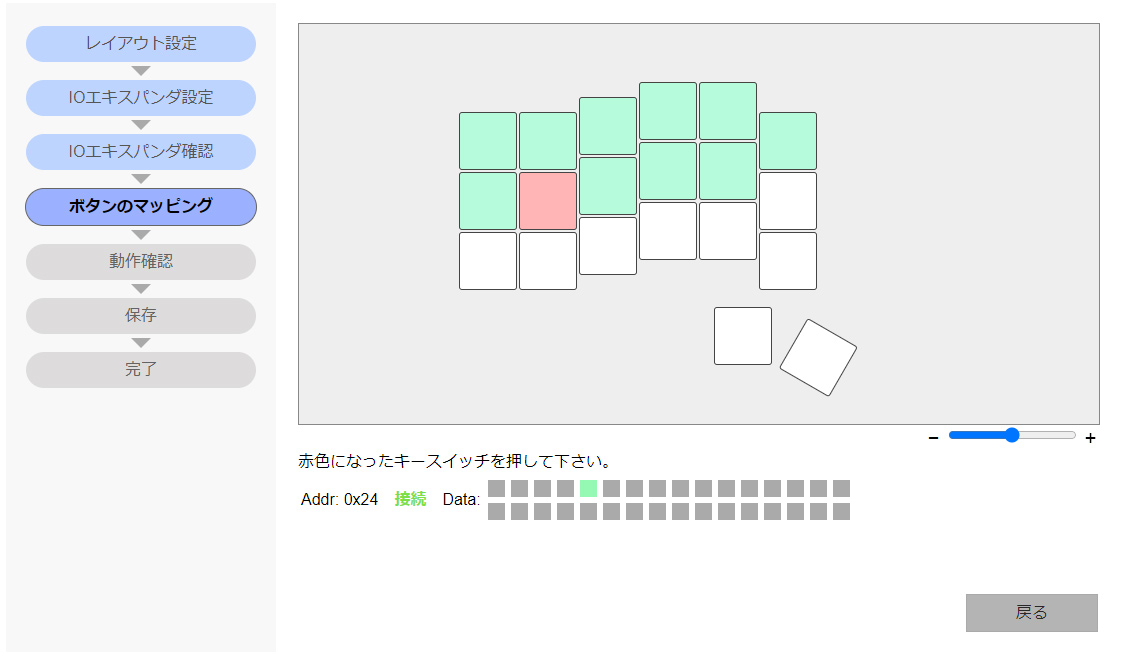 レイアウト設定
IOエキスパンダ設定
IOエキスパンダ確認
ボタンのマッピング
動作確認
保存
完了
− +
赤色になったキースイッチを押して下さい。
Addr: 0x24 接続 Data:
戻る